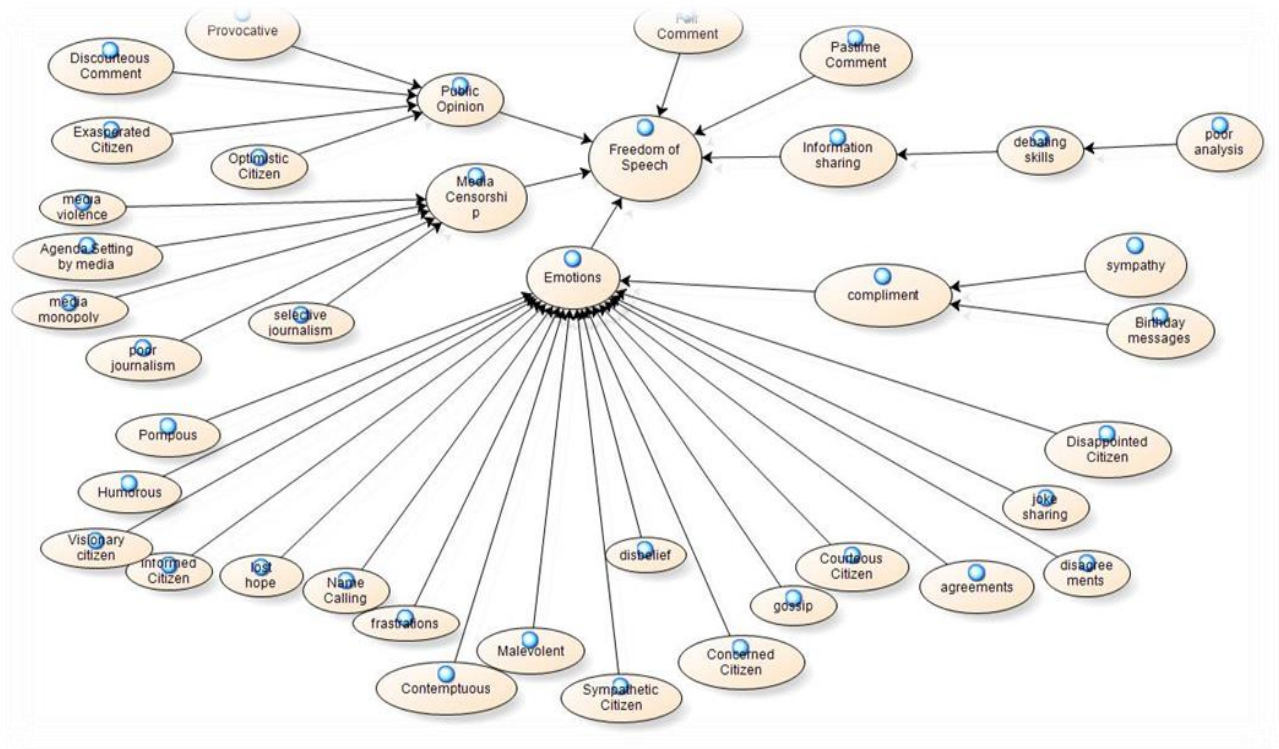 Provocative
Fair
Comment
Discourteous
Comment
Pastime
Comment
Public
Opinion
Exasperated
Citizen
Optimistic
Citizen
Freedom of
Speech
Information
sharing
debating
skills
poor
analysis
Media
Censorshi
p
media
violence
Agenda Setting
by media
media
monopoly
poor
journalism
selective
journalism
Emotions
compliment
sympathy
Birthday
messages
Pompous
Humorous
Visionary
citizen
Informed
Citizen
lost
hope
Name
Calling
frastrations
Contemptuous
Malevolent
Sympathetic
Citizen
disbelief
Concerned
Citizen
gossip
Courteous
Citizen
agreements
disagree
ments
joke
sharing
Disappointed
Citizen